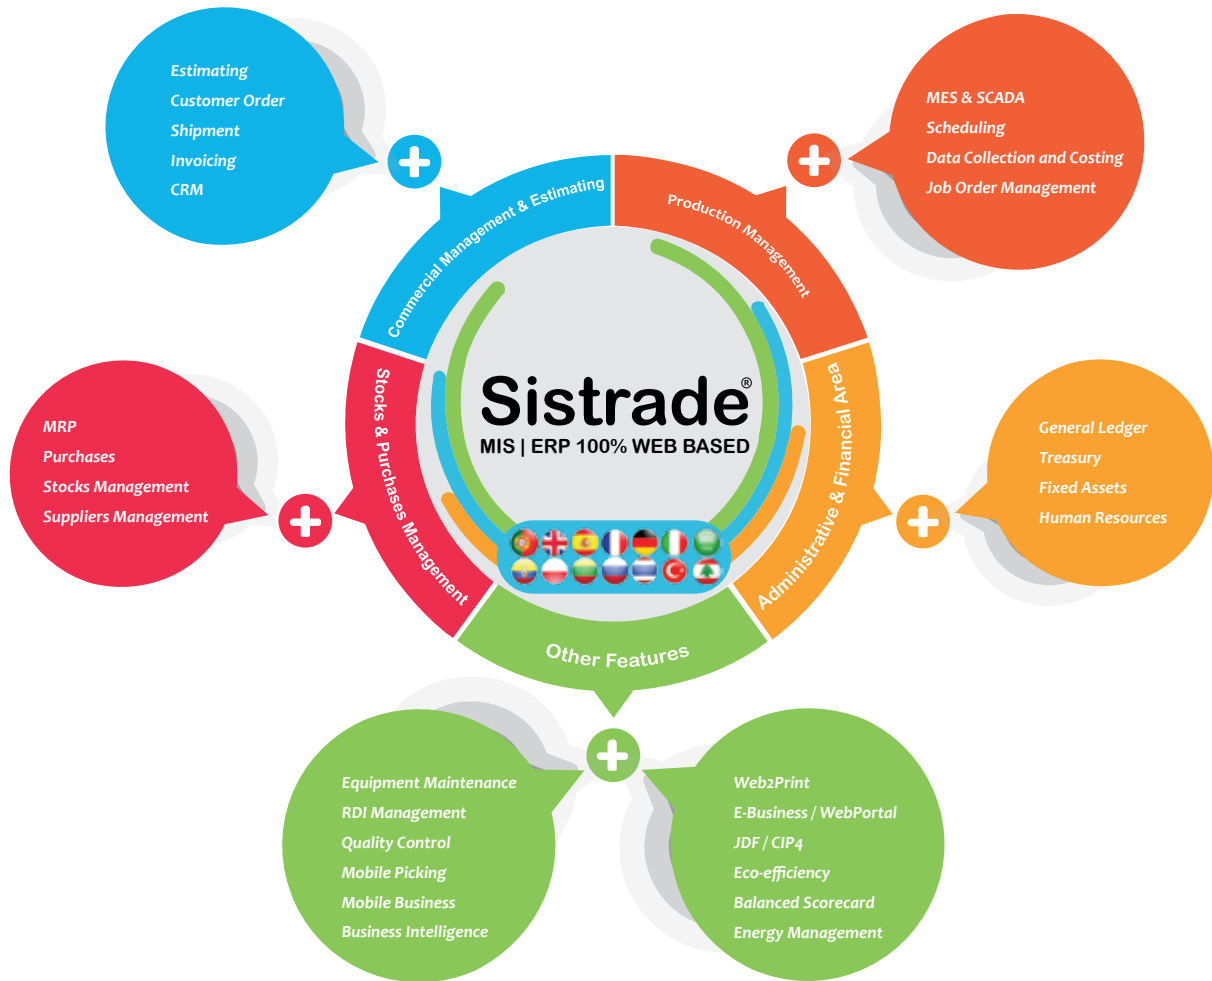 Estimating
Customer Order
Shipment
Invoicing
CRM
MES & SCADA
Scheduling
Data Collection and Costing
Job Order Management
Commercial Management & Estimating
Production Management
Sistrade®
MIS | ERP 100% WEB BASED
Stocks & Purchases Management
Administrative & Financial Area
MRP
Purchases
Stocks Management
Suppliers Management
General Ledger
Treasury
Fixed Assets
Human Resources
Other Features
Equipment Maintenance
RDI Management
Quality Control
Mobile Picking
Mobile Business
Business Intelligence
Web2Print
E-Business / WebPortal
JDF / CIP4
Eco-efficiency
Balanced Scorecard
Energy Management